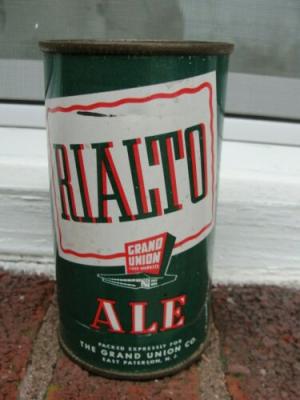 RIALTO
GRAND
UNION
FOOD MARKETS
ALE
PACKED EXPRESSLY FOR
THE GRAND UNION CO.
EAST PATERSON, N. J.